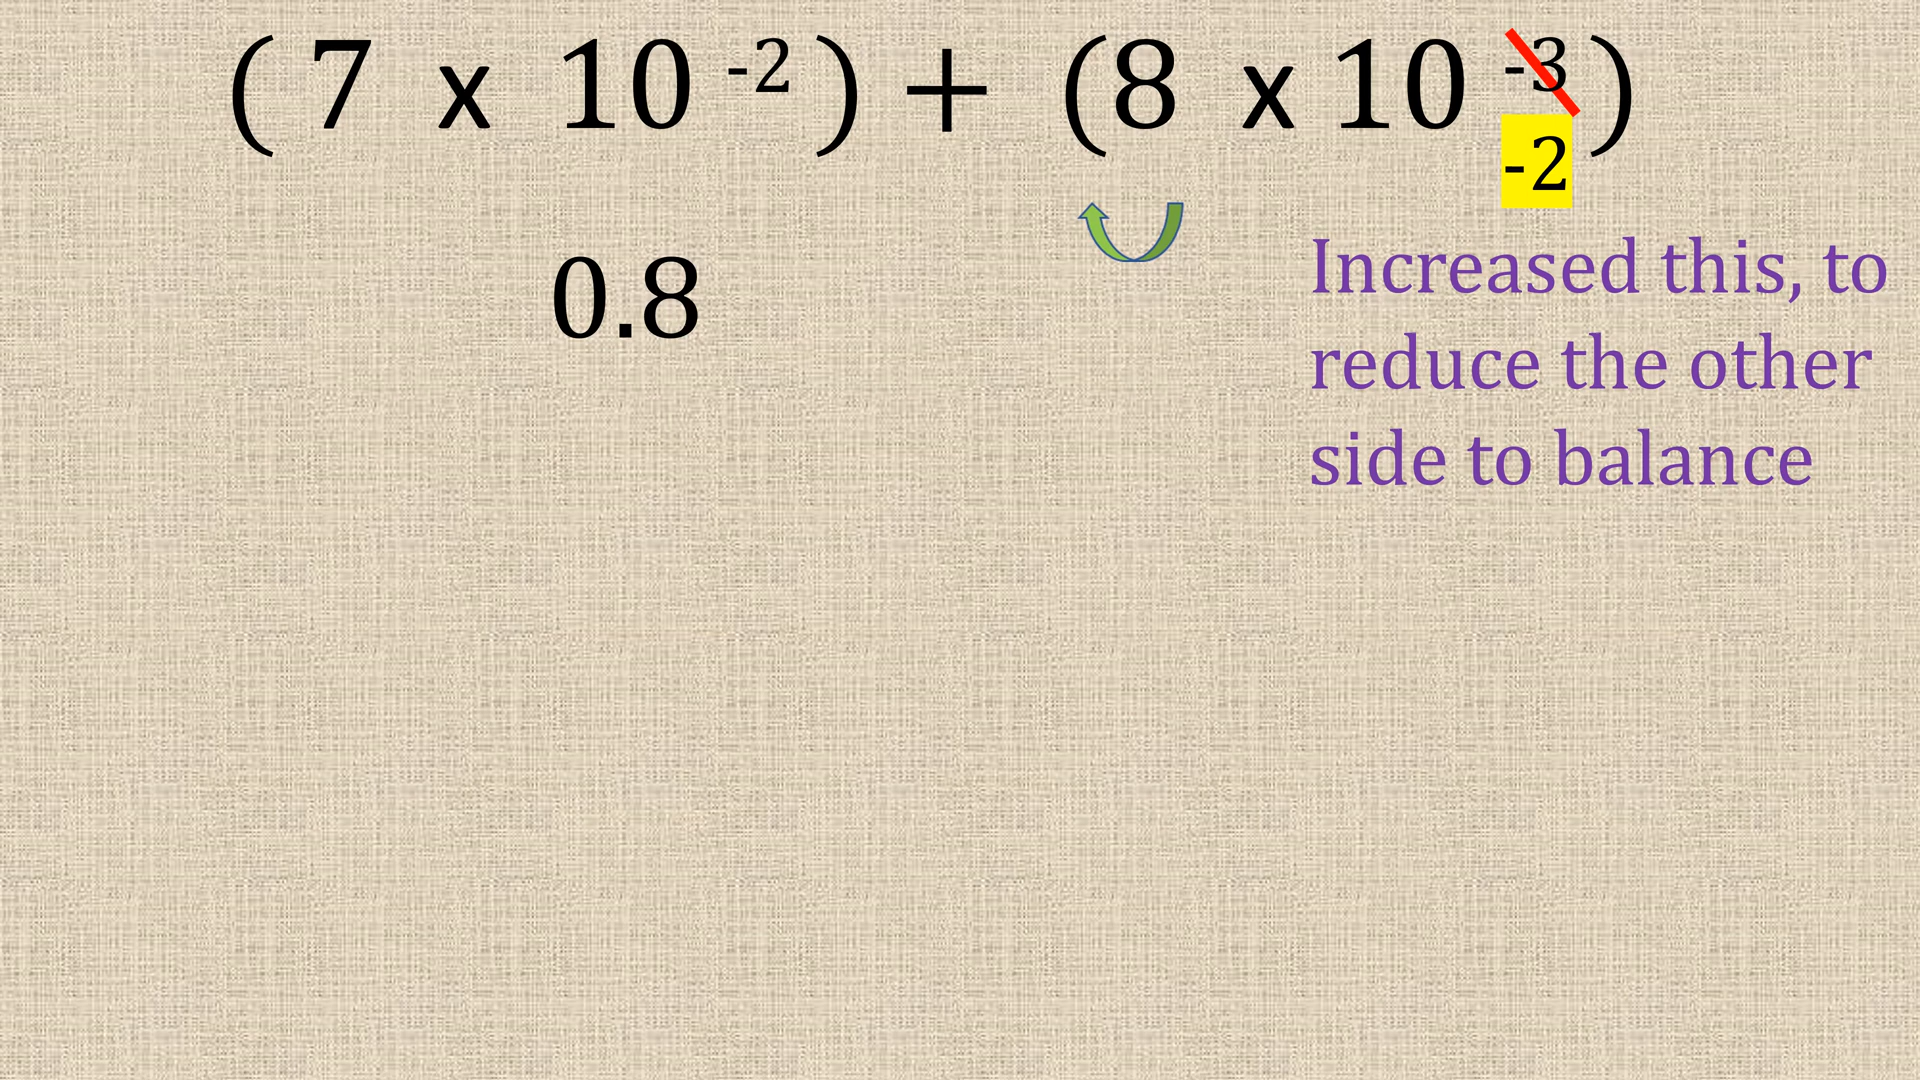 ( 7 x 10 -2 ) + (8 x 10 -3 )
-2
0.8
Increased this, to
reduce the other
side to balance